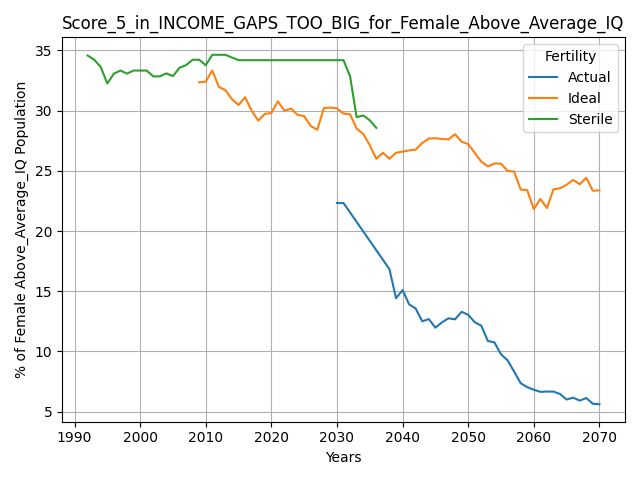 Score_5_in_INCOME_GAPS_TOO_BIG_for_Female_Above_Average_IQ
% of Female Above_Average_IQ Population
35
30
25
20
15
10
5
Fertility
Actual
Ideal
Sterile
1990 2000 2010 2020 2030 2040 2050 2060 2070
Years